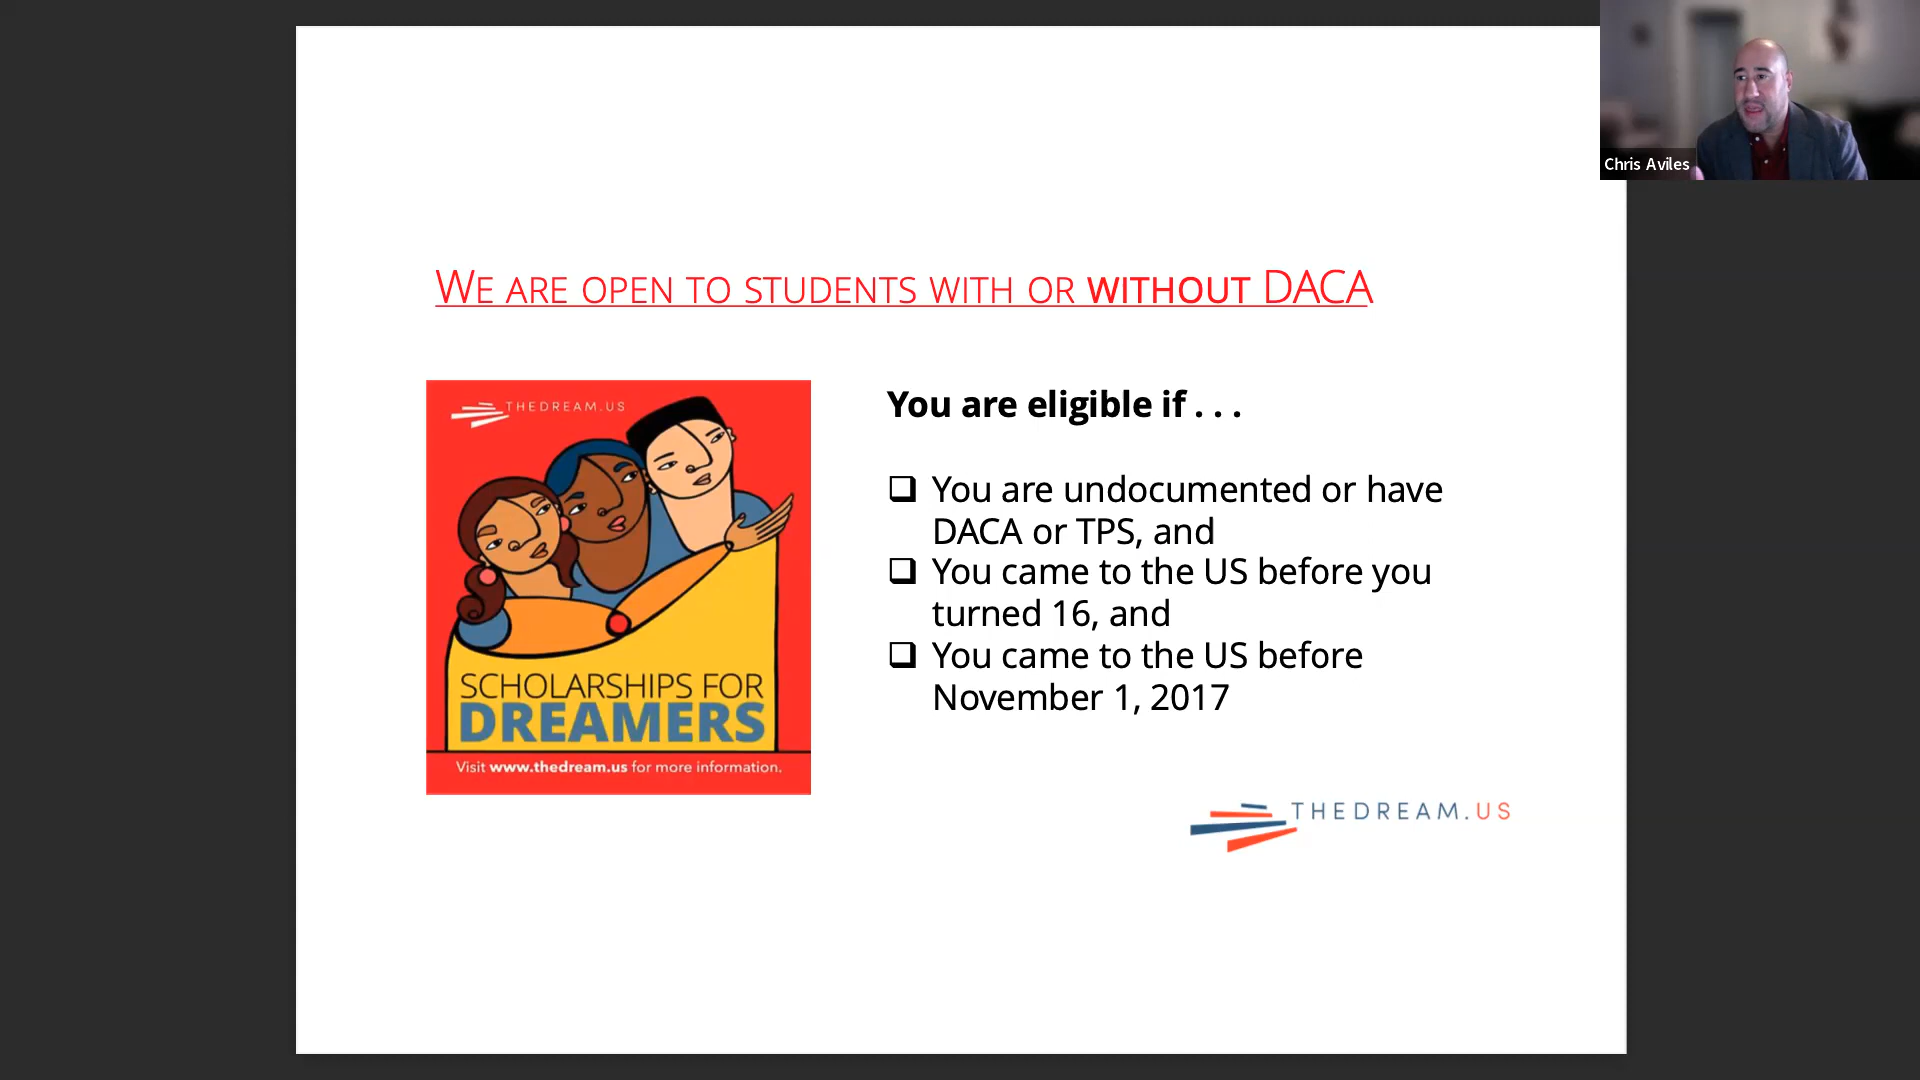 Chris Aviles
WE ARE OPEN TO STUDENTS WITH OR WITHOUT DACA
THEDREAM.US
SCHOLARSHIPS FOR
DREAMERS
Visit www.thedream.us for more information.
You are eligible if . . .
You are undocumented or have
DACA or TPS, and
You came to the US before you
turned 16, and
You came to the US before
November 1, 2017
THEDREAM.US